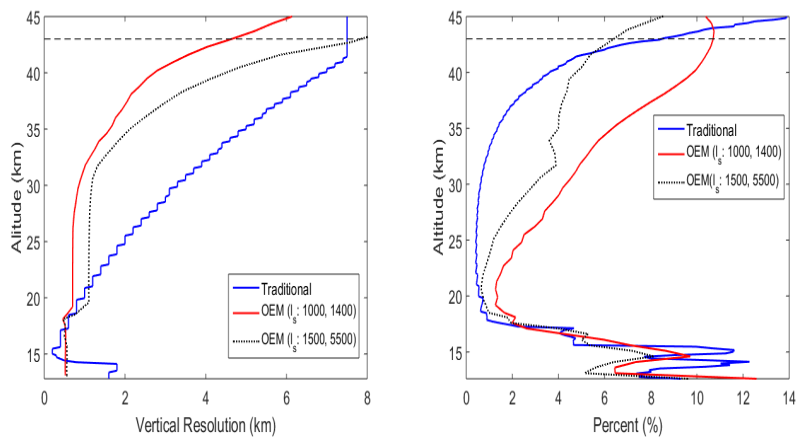 45
40
35
30
25
20
15
0
2
4
6
8
Alitude (km)
Vertical Resolution (km)
Traditional
OEM (ls: 1000, 1400)
OEM (ls: 1500, 5500)
45
40
35
30
25
20
15
0
2
4
6
8
10
12
14
Altitude (km)
Percent (%)
Traditional
OEM (ls: 1000, 1400)
OEM(ls: 1500, 5500)